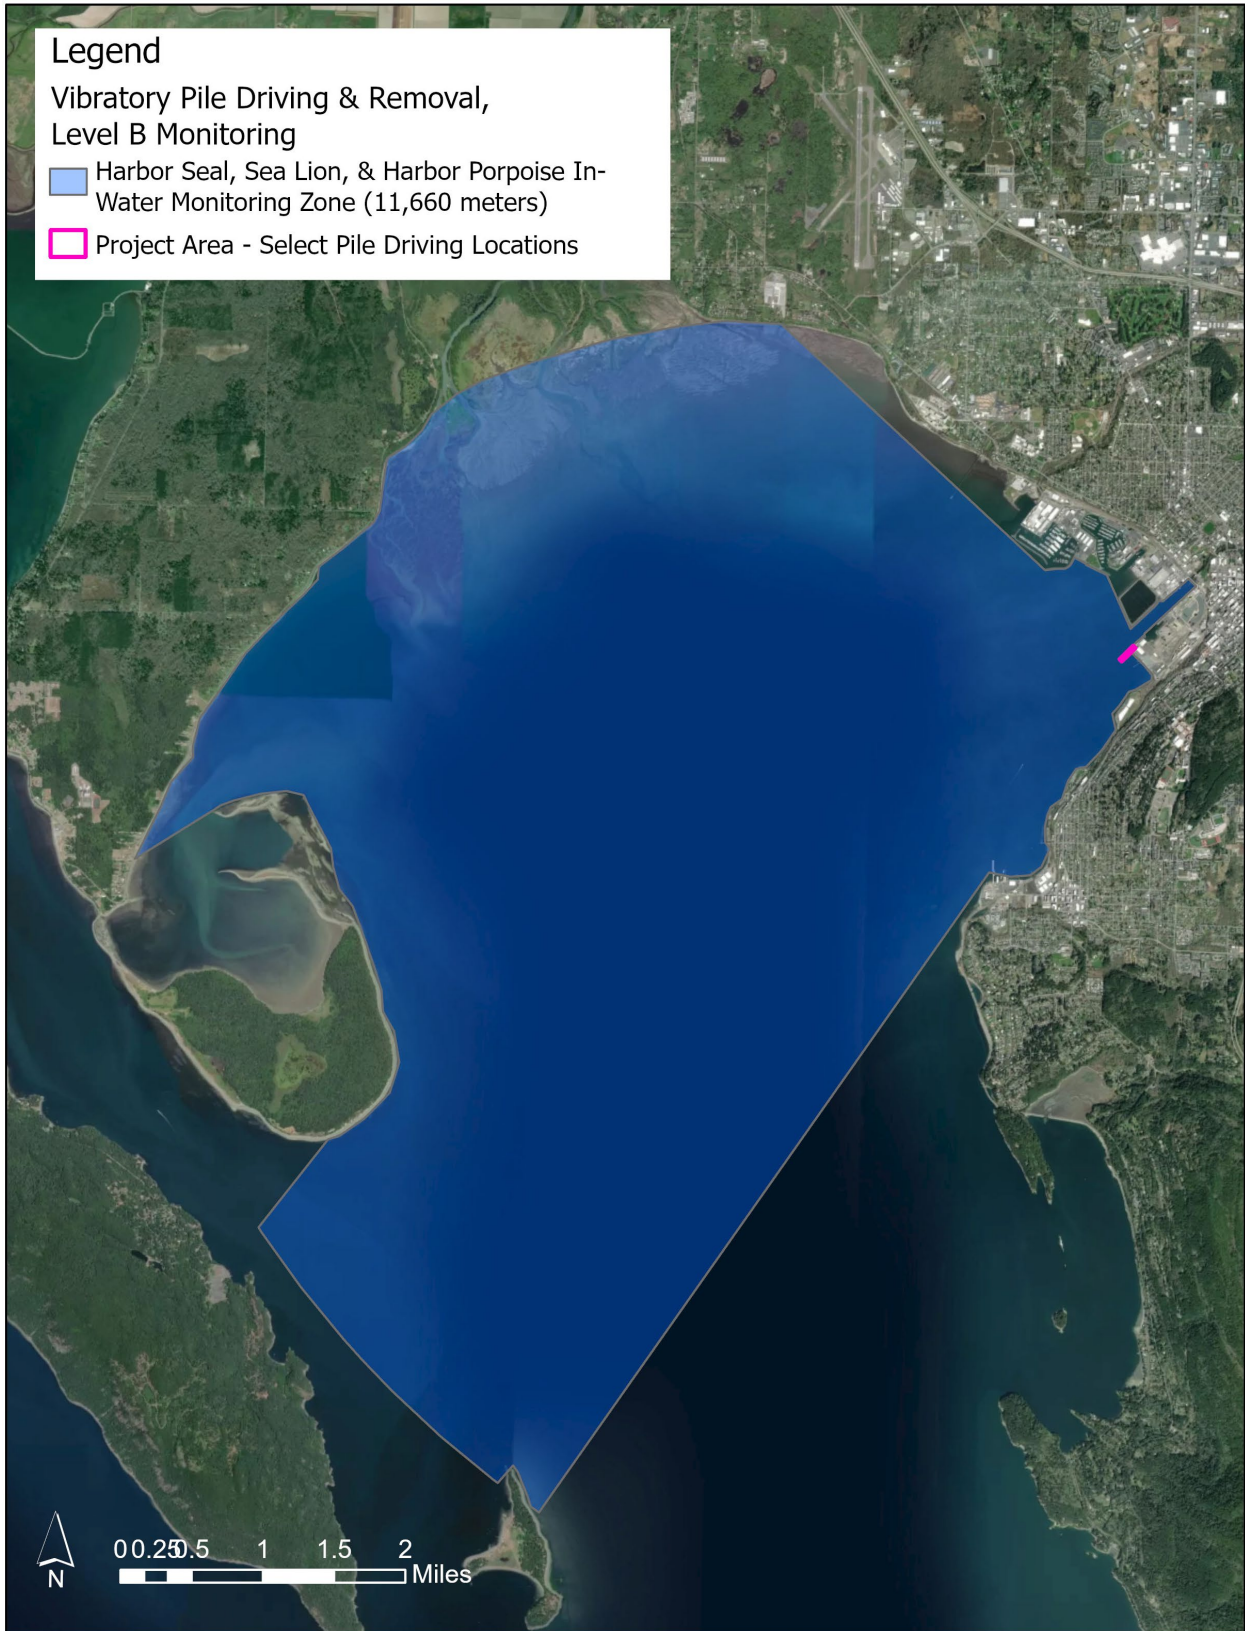 Legend
Vibratory Pile Driving & Removal,
Level B Monitoring
Harbor Seal, Sea Lion, & Harbor Porpoise In-
Water Monitoring Zone (11,660 meters)
Project Area - Select Pile Driving Locations
0 0.25 0.5 1 1.5 2
Miles
N